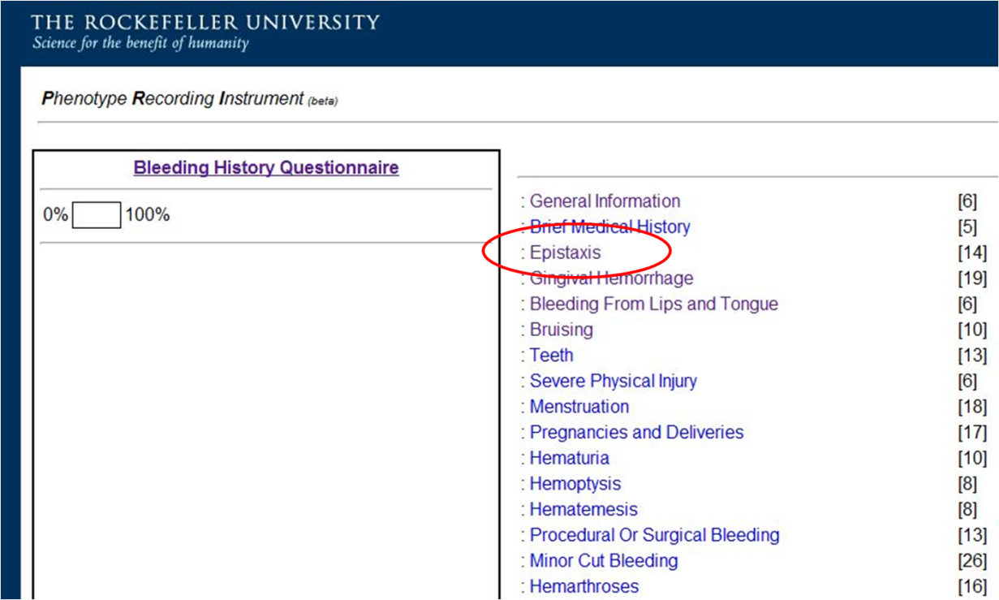 THE ROCKEFELLER UNIVERSITY
Science for the benefit of humanity
Phenotype Recording Instrument (beta)
Bleeding History Questionnaire
0% 100%
: General Information [6]
: Brief Medical History [5]
: Epistaxis [14]
: Gingival Hemorrhage [19]
: Bleeding From Lips and Tongue [6]
: Bruising [10]
: Teeth [13]
: Severe Physical Injury [6]
: Menstruation [18]
: Pregnancies and Deliveries [17]
: Hematuria [10]
: Hemoptysis [8]
: Hematemesis [8]
: Procedural Or Surgical Bleeding [13]
: Minor Cut Bleeding [26]
: Hemarthroses [16]